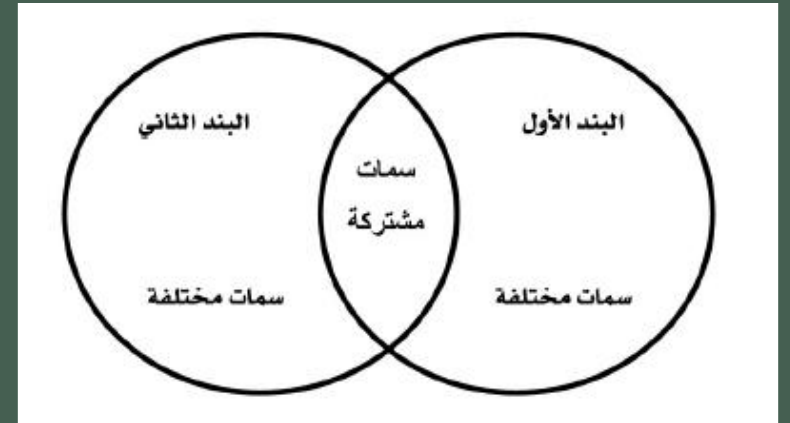 البند الأول
البند الثاني
سمات
مشتركة
سمات مختلفة
سمات مختلفة